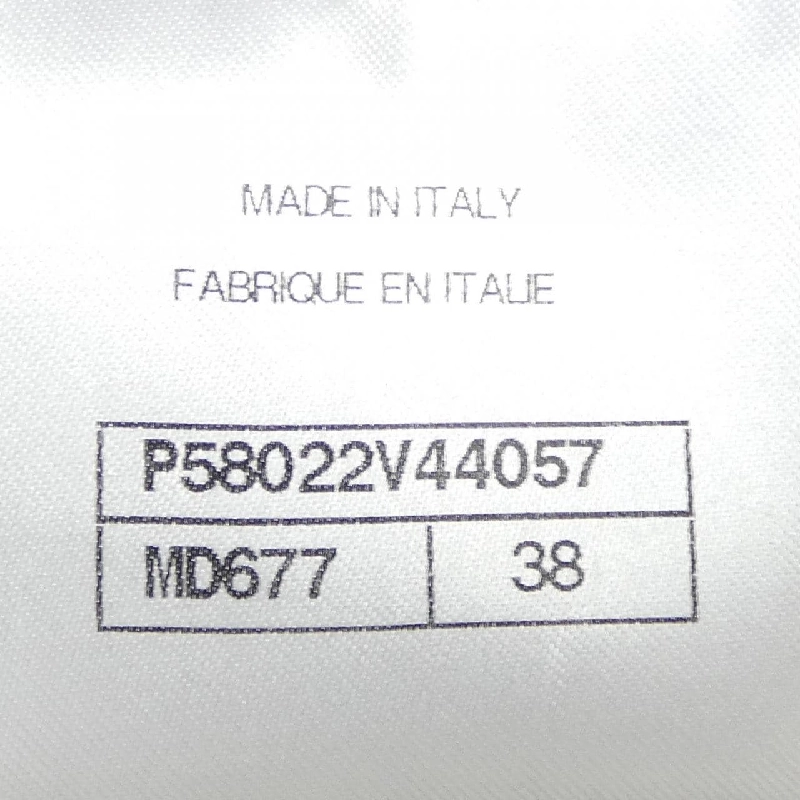 MADE IN ITALY
FABRIQUE EN ITALIE
P58022V44057
MD677 38